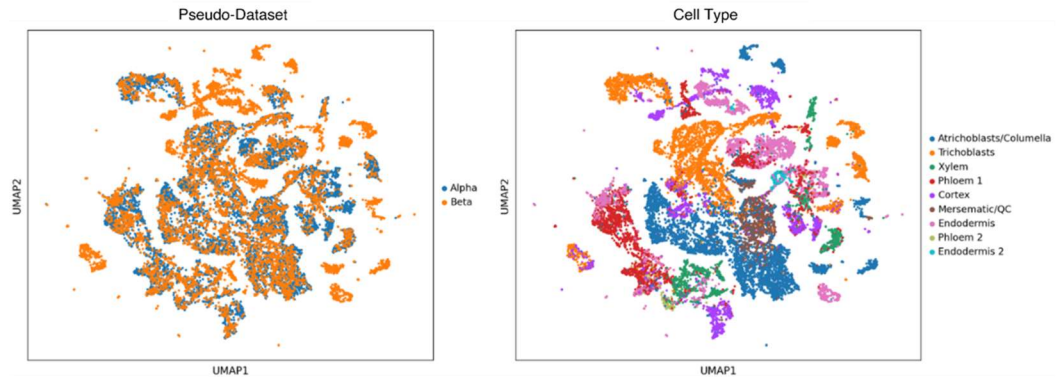 Pseudo-Dataset
Cell Type
UMAP2
UMAP1
Alpha
Beta
UMAP2
UMAP1
Atrichoblasts/Columella
Trichoblasts
Xylem
Phloem 1
Cortex
Mersematic/QC
Endodermis
Phloem 2
Endodermis 2